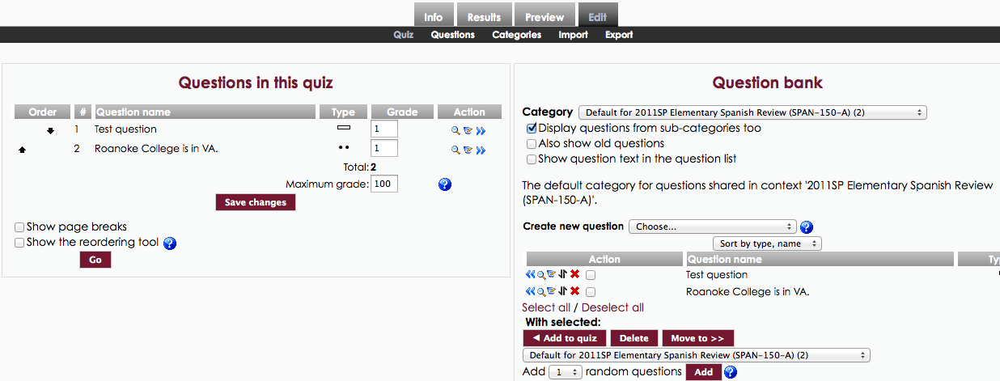 Info Results Preview Edit
Quiz Questions Categories Import Export
Questions in this quiz
Order # Question name Type Grade Action
1 Test question 1
2 Roanoke College is in VA. 1
Total: 2
Maximum grade: 100
Save changes
Show page breaks
Show the reordering tool
Go
Question bank
Category Default for 2011SP Elementary Spanish Review (SPAN-150-A) (2)
Display questions from sub-categories too
Also show old questions
Show question text in the question list
The default category for questions shared in context '2011SP Elementary Spanish Review
(SPAN-150-A)'.
Create new question Choose...
Sort by type, name
Action Question name
Test question
Roanoke College is in VA.
Select all / Deselect all
With selected:
Add to quiz Delete Move to >>
Default for 2011SP Elementary Spanish Review (SPAN-150-A) (2)
Add 1 random questions Add